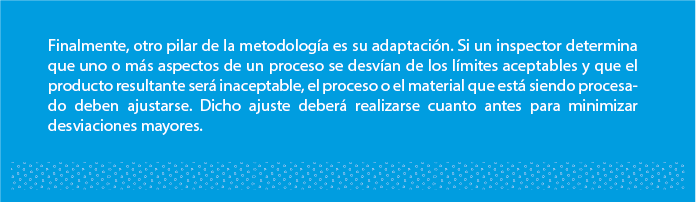 Finalmente, otro pilar de la metodología es su adaptación. Si un inspector determina
que uno o más aspectos de un proceso se desvían de los límites aceptables y que el
producto resultante será inaceptable, el proceso o el material que está siendo procesa-
do deben ajustarse. Dicho ajuste deberá realizarse cuanto antes para minimizar
desviaciones mayores.